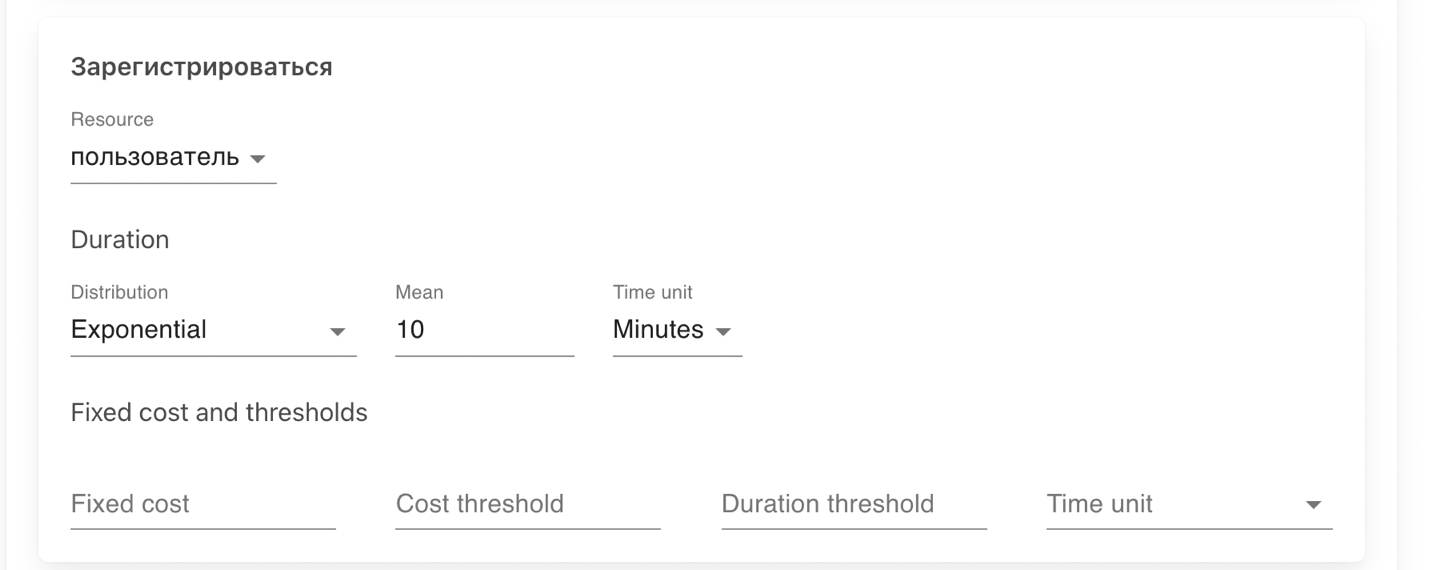 Зарегистрироваться
Resource
пользователь
Duration
Distribution Mean Time unit
Exponential 10 Minutes
Fixed cost and thresholds
Fixed cost Cost threshold Duration threshold Time unit